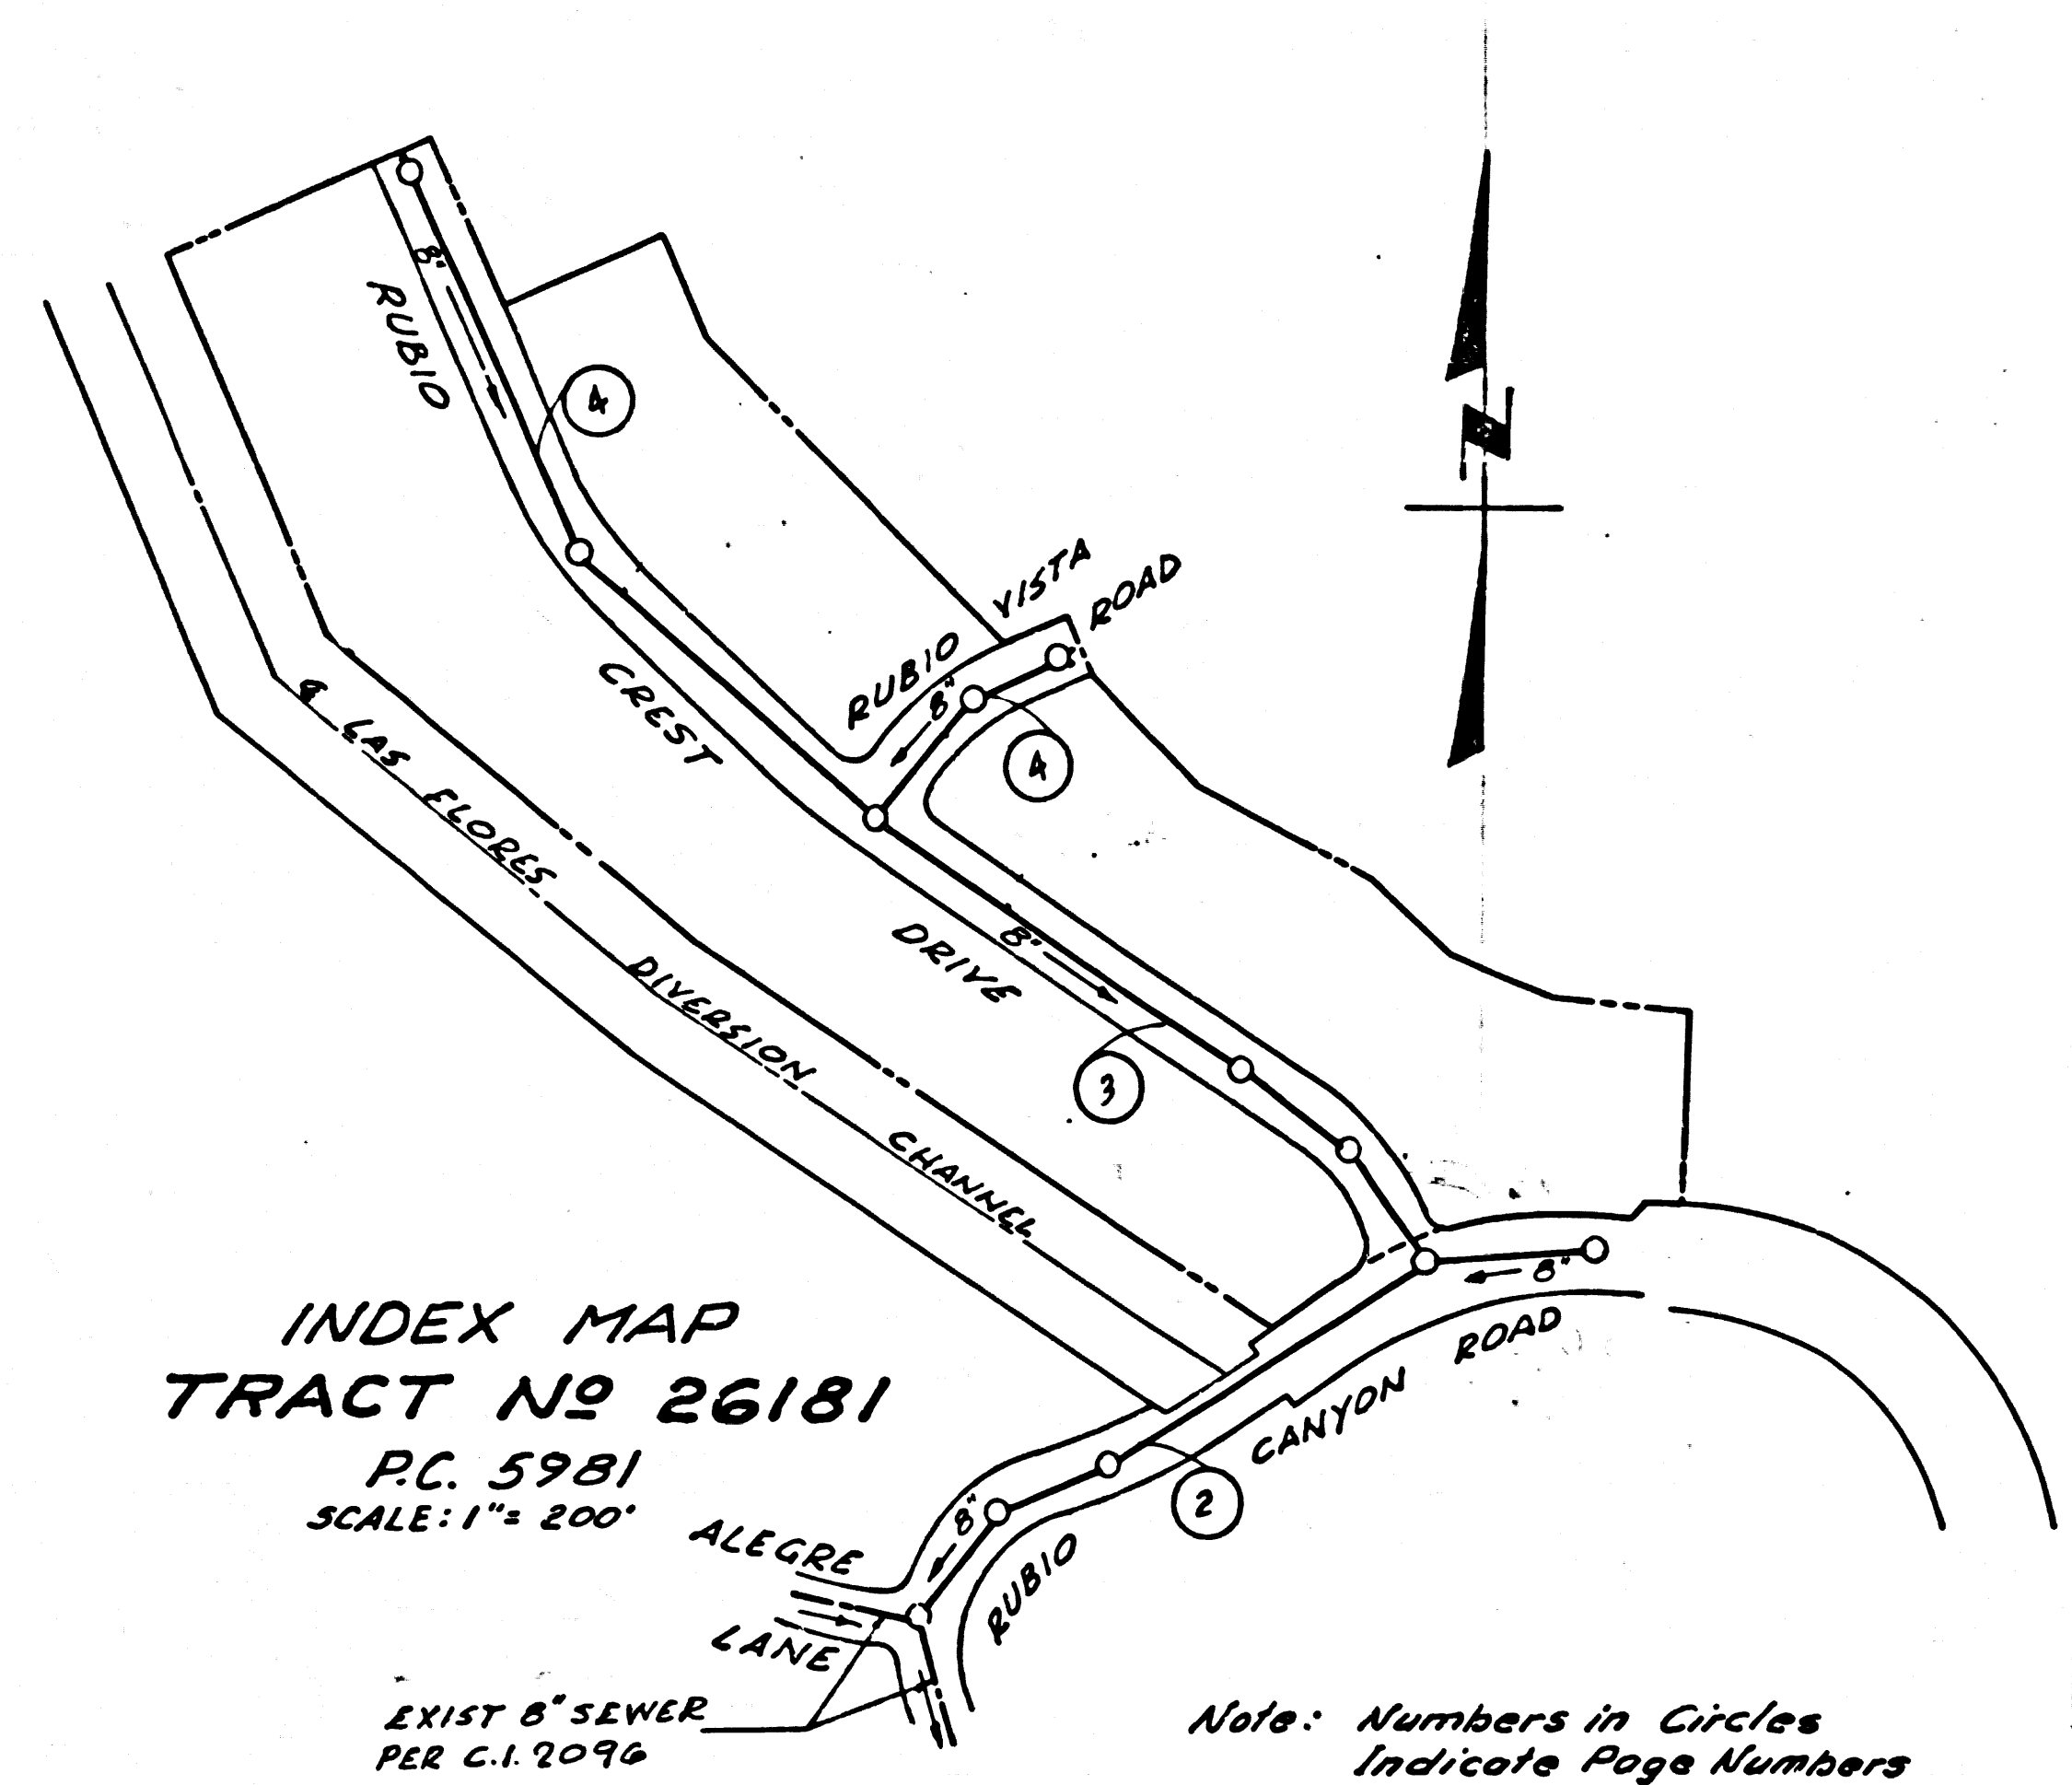 8"
RUBIO
4
N
VISTA
ROAD
RUBIO
8"
4
CREST
LAS FLORES
DRIVE
8"
DIVERSION
3
CHANNEL
8"
INDEX MAP
TRACT Nº 26181
P.C. 5981
SCALE: 1" = 200'
ROAD
CANYON
2
8"
ALEGRE
LANE
RUBIO
EXIST 8" SEWER
PER C.I. 2096
Note: Numbers in Circles
Indicate Page Numbers